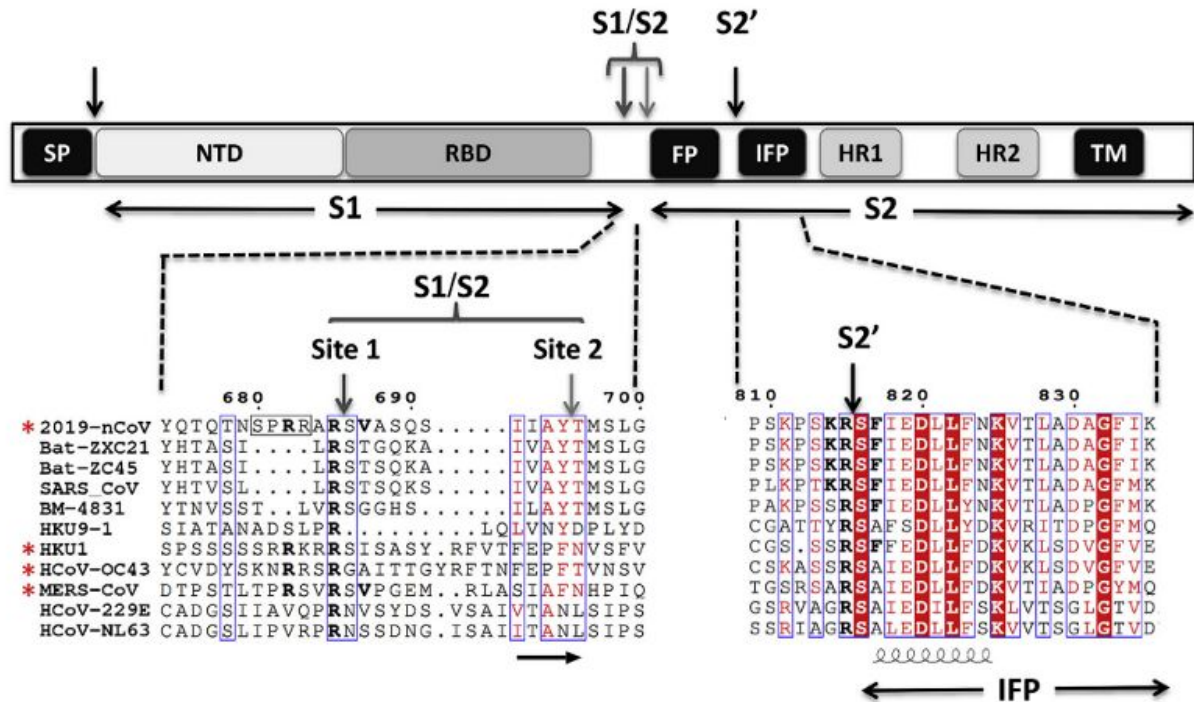 S1/S2 S2’
SP NTD RBD FP IFP HR1 HR2 TM
S1 S2
S1/S2
Site 1 Site 2 S2’
680 690 700 810 820 830
* 2019-nCoV YQTQTNSPRRARSVASQS.....IIAYTMSLG PSKPSKRSFIEDLLFNKVTLADAGFIK
Bat-ZXC21 YHTASI....LRSTGQKA.....IVAYTMSLG PSKPSKRSFIEDLLFNKVTLADAGFIK
Bat-ZC45 YHTASI....LRSTSQKA.....IVAYTMSLG PSKPSKRSFIEDLLFNKVTLADAGFIK
SARS_CoV YHTVSL....LRSTSQKS.....IVAYTMSLG PLKPTKRSFIEDLLFNKVTLADAGFMK
BM-4831 YTNVSST..LVRSGGHS......IVAYTMSLG PAKPSSRSFIEDLLFNKVTLADPGFMK
HKU9-1 SIATANADSLPR.........LQLVNYDPLYD CGATTYRSAFSDLLYDKVRITDPGFMQ
* HKU1 SPSSSSSRRKRRSISASY.RFVTFEPFNVSFV CGS.SSRSFFEDLLFDKVKLSDVGFVE
* HCoV-OC43 YCVDYSKNRRSRGAITTGYRFTNFEPFTVNSV CSKASSRSAIEDLLFDKVKLSDVGFVE
* MERS-CoV DTPSTLTPRSVRSVPGEM.RLASIAFNHPIQ TGSRSARSAIEDLLFDKVTIADPGYMQ
HCoV-229E CADGSIIAVQPRNVSYDS.VSAIVTANLSIPS GSRVAGRSAIEDILFSKLVTSGLGTVD
HCoV-NL63 CADGSLIPVRPRNSSDNG.ISAIITANLSIPS SSRIAGRSALEDLLFSKVVTSGLGTVD
IFP